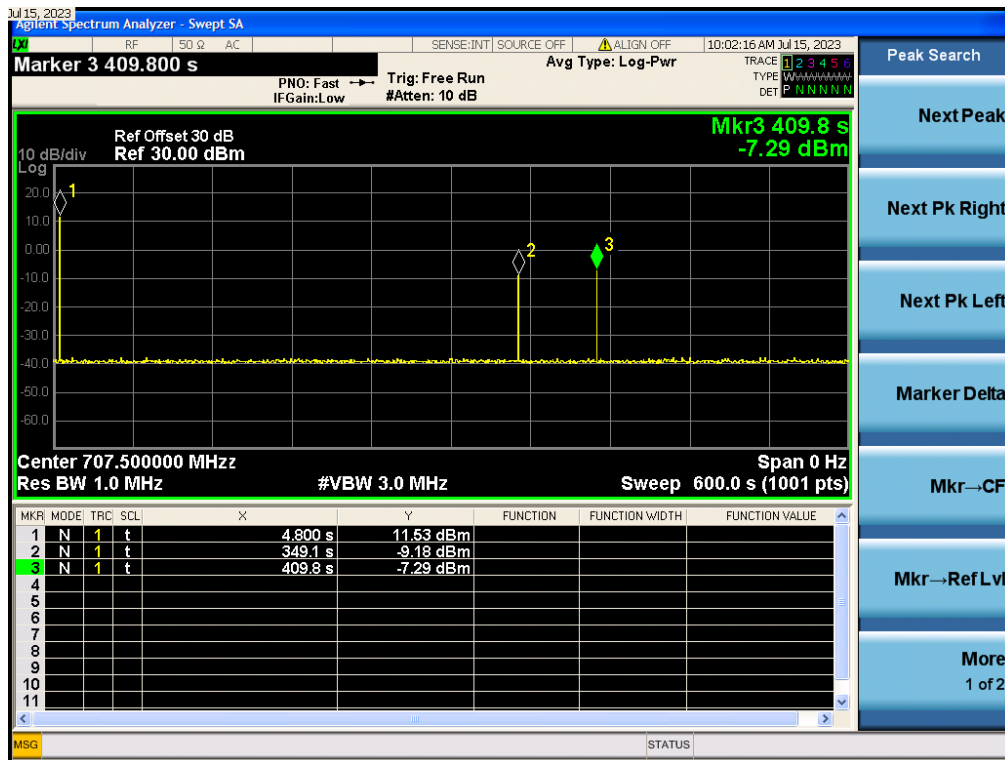 Jul 15, 2023
Agilent Spectrum Analyzer - Swept SA
LXI RF 50 Ω AC SENSE:INT SOURCE OFF ALIGN OFF 10:02:16 AM Jul 15, 2023
Marker 3 409.800 s
PNO: Fast
IFGain:Low
Trig: Free Run
#Atten: 10 dB
Avg Type: Log-Pwr
TRACE 1 2 3 4 5 6
TYPE W
DET P N N N N N
Peak Search
Next Peak
Next Pk Right
Next Pk Left
Marker Delta
Mkr→CF
Mkr→Ref Lvl
More
1 of 2
Mkr3 409.8 s
-7.29 dBm
Ref Offset 30 dB
10 dB/div Ref 30.00 dBm
Log
20.0
10.0
0.00
-10.0
-20.0
-30.0
-40.0
-50.0
-60.0
1
2
3
Center 707.500000 MHzz Span 0 Hz
Res BW 1.0 MHz #VBW 3.0 MHz Sweep 600.0 s (1001 pts)
MKR MODE TRC SCL X Y FUNCTION FUNCTION WIDTH FUNCTION VALUE
1 N 1 t 4.800 s 11.53 dBm
2 N 1 t 349.1 s -9.18 dBm
3 N 1 t 409.8 s -7.29 dBm
4
5
6
7
8
9
10
11
MSG STATUS